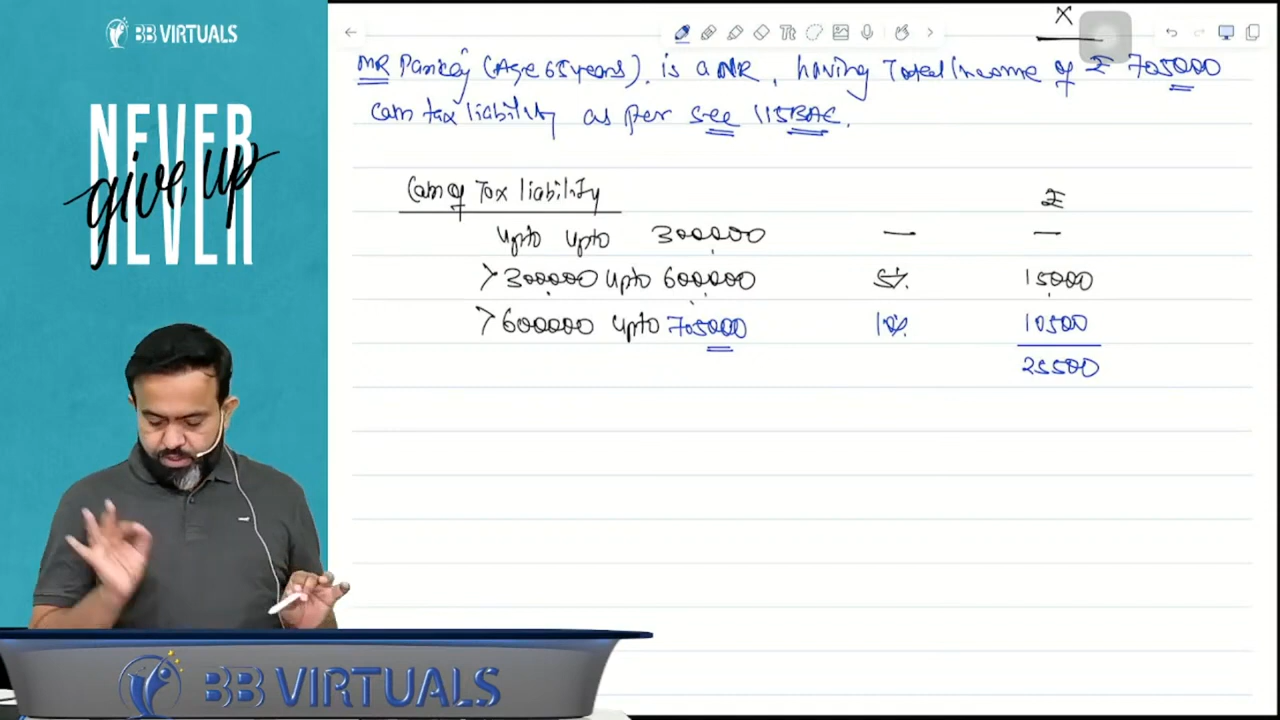 BB VIRTUALS
NEVER
give up
NEVER
X
MR Pankaj (Age 65 years). is a NR, having Total Income of ₹ 705000
Com tax liability as per sec 115BAC.
Com of Tax liability ₹
upto upto 300000 — —
>300000 upto 600000 5%. 15000
>600000 upto 705000 10% 10500
25500
BB VIRTUALS